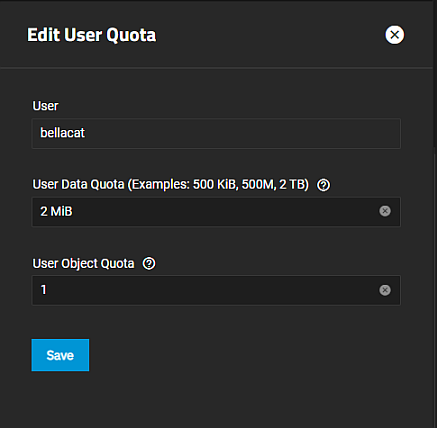 Edit User Quota
User
bellacat
User Data Quota (Examples: 500 KiB, 500M, 2 TB)
2 MiB
User Object Quota
1
Save